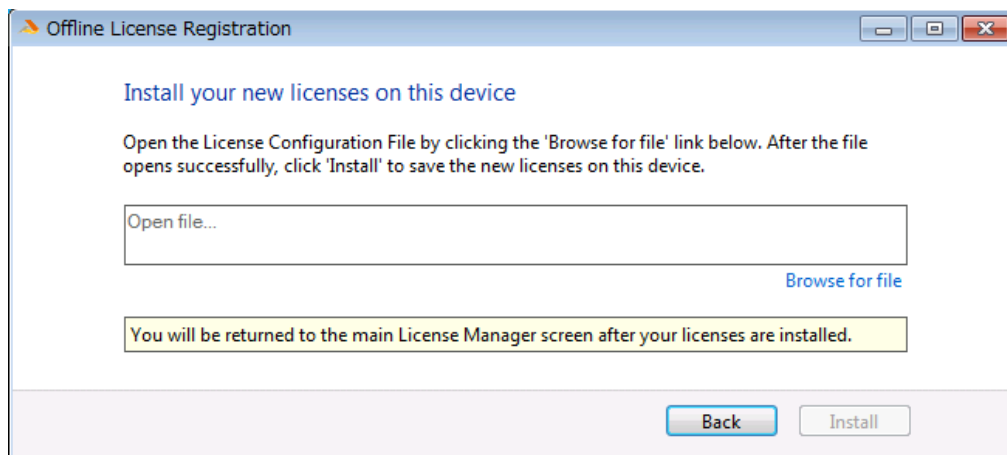 Offline License Registration
Install your new licenses on this device
Open the License Configuration File by clicking the 'Browse for file' link below. After the file
opens successfully, click 'Install' to save the new licenses on this device.
Open file...
Browse for file
You will be returned to the main License Manager screen after your licenses are installed.
Back
Install